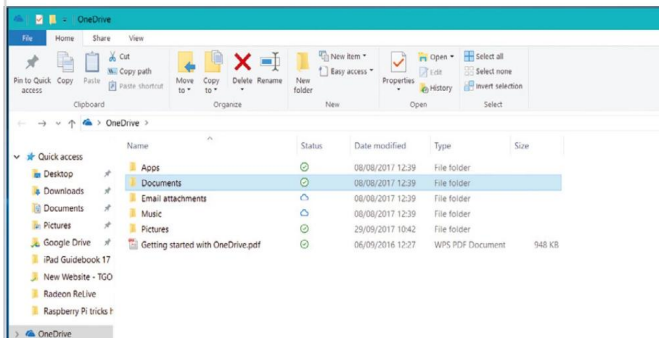 OneDrive
File Home Share View
Pin to Quick access
Copy
Paste
Cut
Copy path
Paste shortcut
Clipboard
Move to
Copy to
Delete
Rename
Organize
New folder
New item
Easy access
New
Properties
Open
Edit
History
Open
Select all
Select none
Invert selection
Select
OneDrive
Name Status Date modified Type Size
Quick access
Desktop
Downloads
Documents
Pictures
Google Drive
iPad Guidebook 17
New Website - TGO
Radeon ReLive
Raspberry Pi tricks h
OneDrive
Apps 08/08/2017 12:39 File folder
Documents 08/08/2017 12:39 File folder
Email attachments 08/08/2017 12:39 File folder
Music 08/08/2017 12:39 File folder
Pictures 29/09/2017 10:42 File folder
Getting started with OneDrive.pdf 06/09/2016 12:27 WPS PDF Document 948 KB